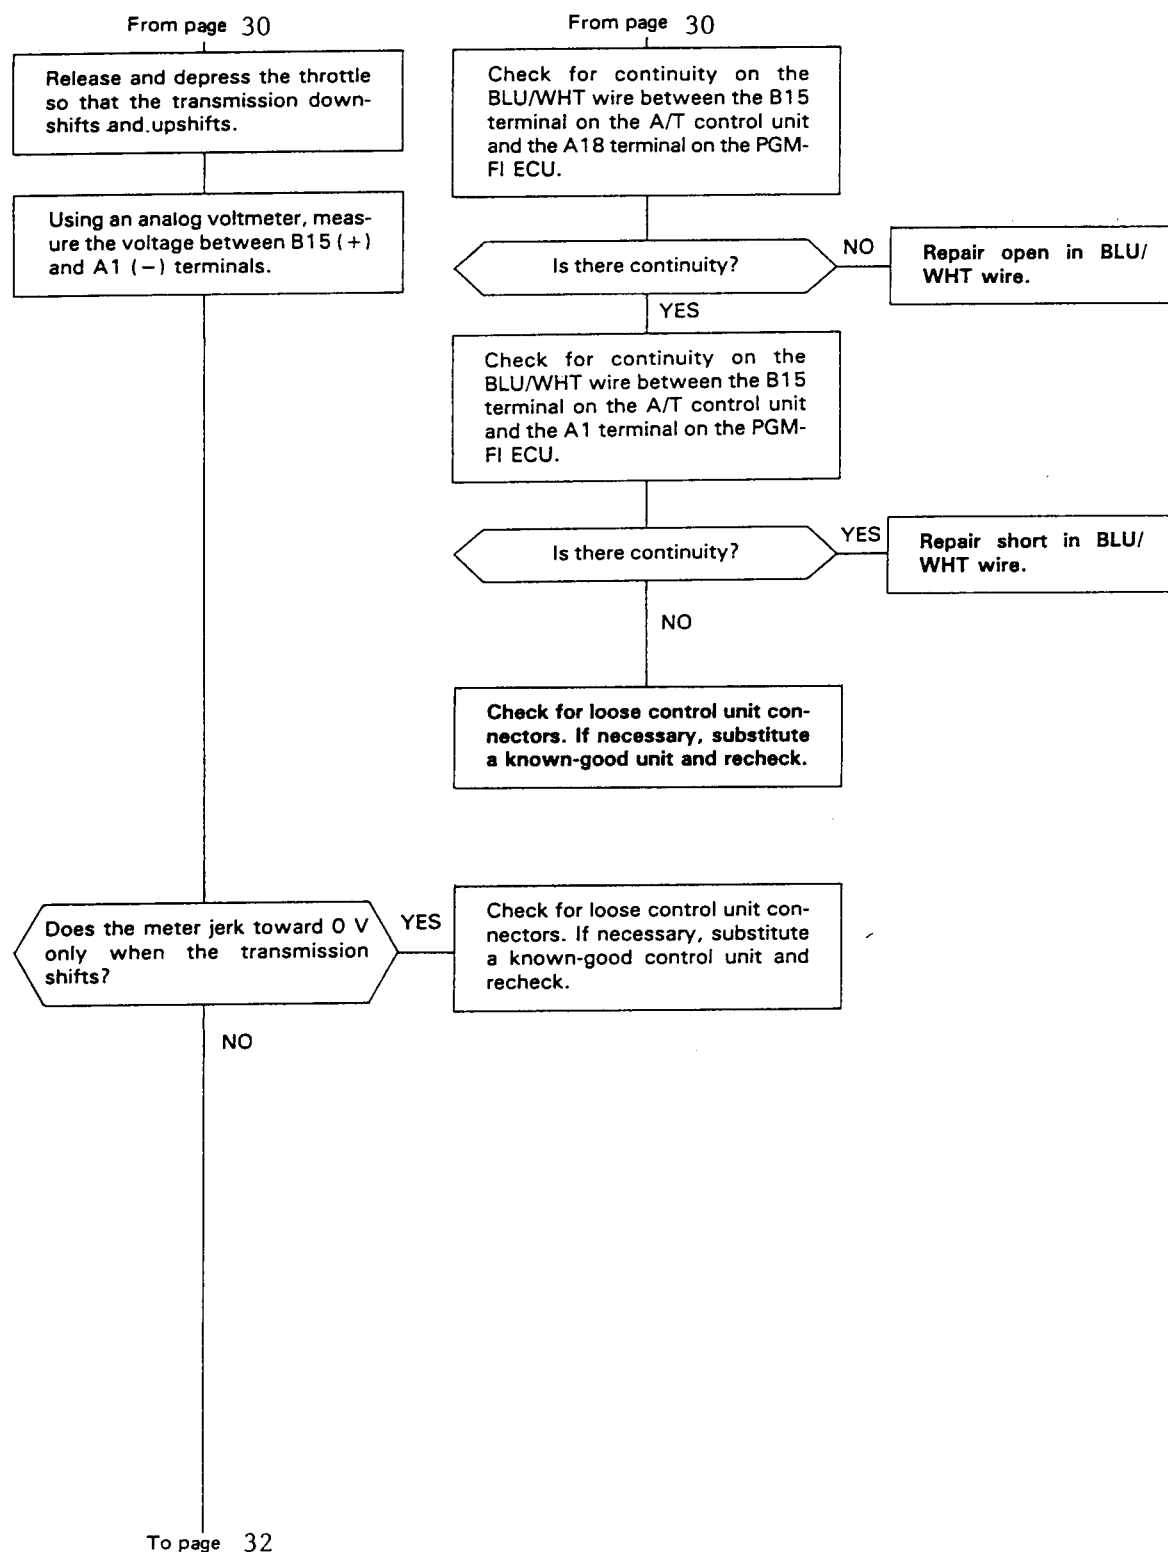 From page 30
Release and depress the throttle
so that the transmission down-
shifts and upshifts.
Using an analog voltmeter, meas-
ure the voltage between B15 (+)
and A1 (−) terminals.
From page 30
Check for continuity on the
BLU/WHT wire between the B15
terminal on the A/T control unit
and the A18 terminal on the PGM-
FI ECU.
Is there continuity?
NO
Repair open in BLU/
WHT wire.
YES
Check for continuity on the
BLU/WHT wire between the B15
terminal on the A/T control unit
and the A1 terminal on the PGM-
FI ECU.
Is there continuity?
YES
Repair short in BLU/
WHT wire.
NO
Check for loose control unit con-
nectors. If necessary, substitute
a known-good unit and recheck.
Does the meter jerk toward 0 V
only when the transmission
shifts?
YES
Check for loose control unit con-
nectors. If necessary, substitute
a known-good control unit and
recheck.
NO
To page 32